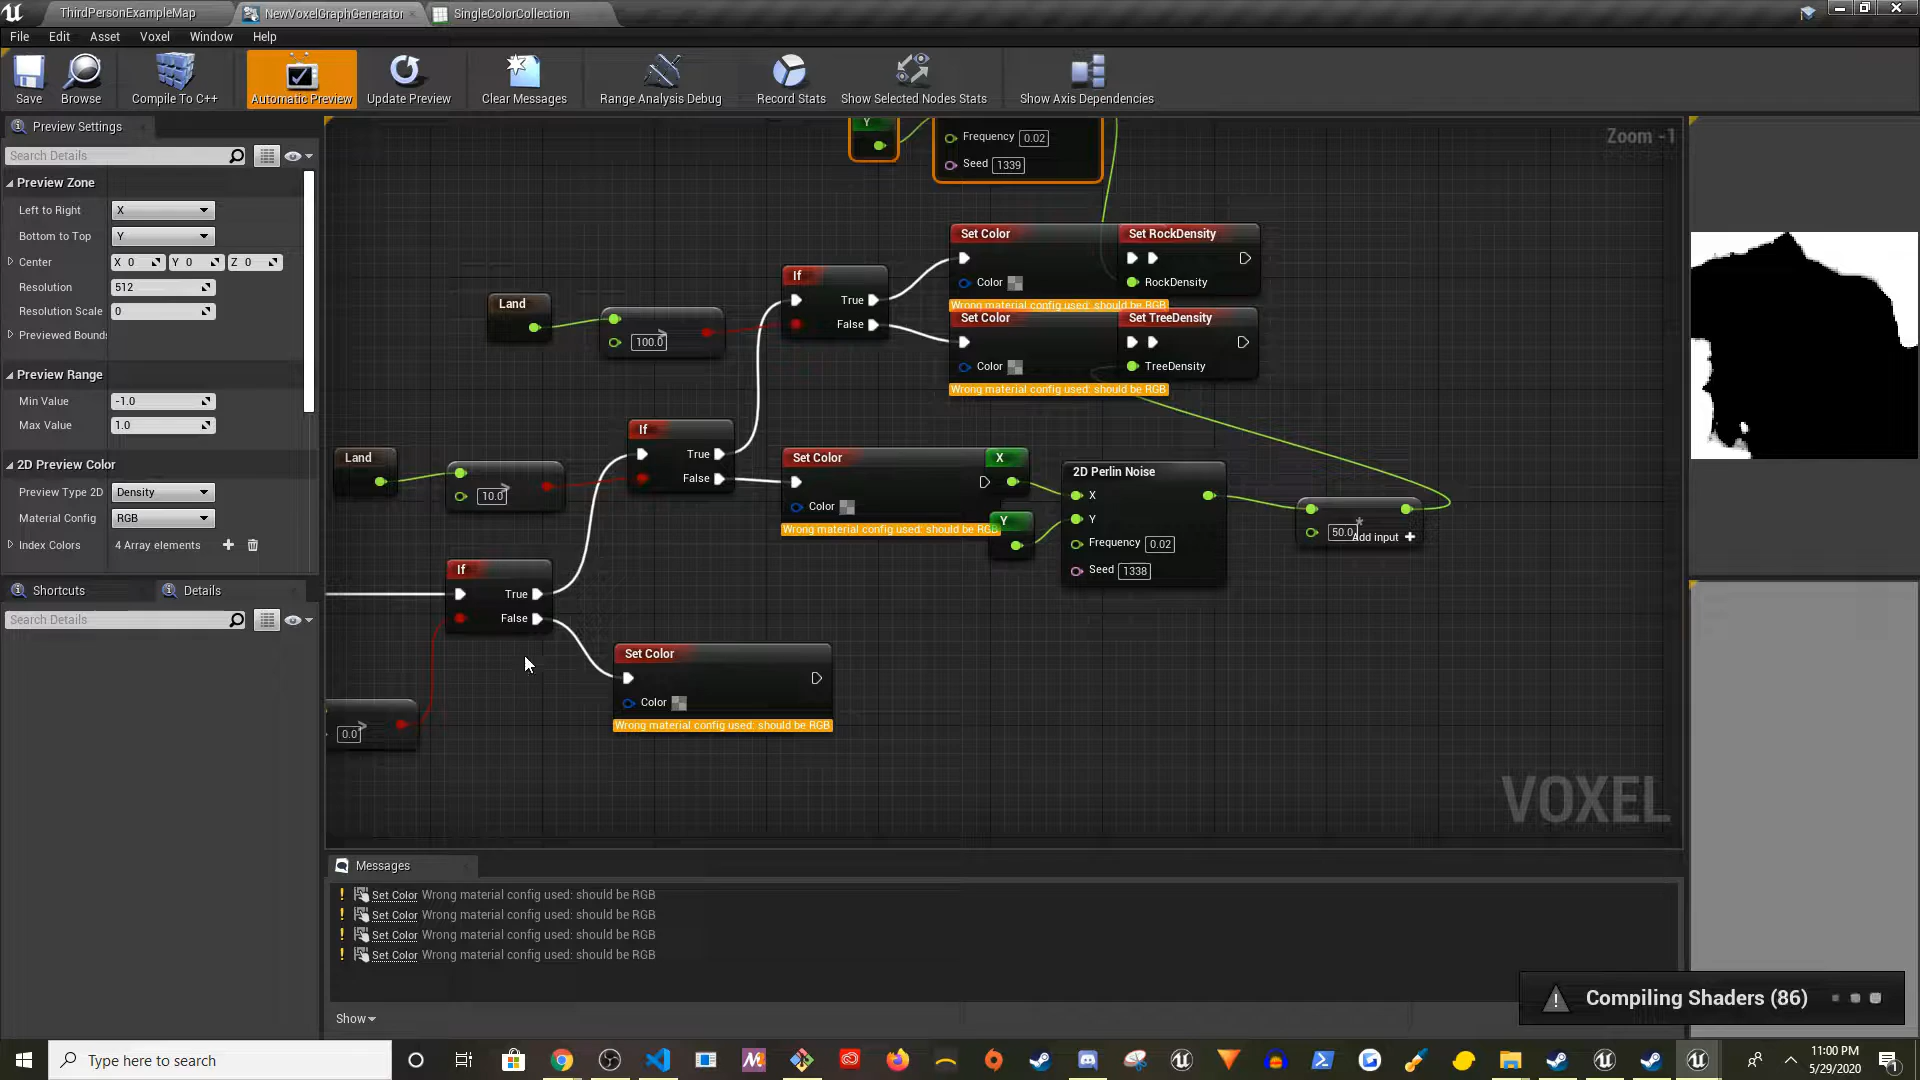 ThirdPersonExampleMap
NewVoxelGraphGenerator
SingleColorCollection
File Edit Asset Voxel Window Help
Save Browse Compile To C++ Automatic Preview Update Preview Clear Messages Range Analysis Debug Record Stats Show Selected Nodes Stats Show Axis Dependencies
Preview Settings
Search Details
Preview Zone
Left to Right X
Bottom to Top Y
Center X 0 Y 0 Z 0
Resolution 512
Resolution Scale 0
Previewed Bound
Preview Range
Min Value -1.0
Max Value 1.0
2D Preview Color
Preview Type 2D Density
Material Config RGB
Index Colors 4 Array elements
Shortcuts Details
Search Details
Zoom -1
Y
Frequency 0.02
Seed 1339
Set Color
Color
Wrong material config used: should be RGB
Set RockDensity
RockDensity
If
True
False
Land
>
100.0
Set Color
Color
Wrong material config used: should be RGB
Set TreeDensity
TreeDensity
Land
>
10.0
If
True
False
Set Color
Color
Wrong material config used: should be RGB
X
Y
2D Perlin Noise
X
Y
Frequency 0.02
Seed 1338
*
50.0
Add input +
If
True
False
>
0.0
Set Color
Color
Wrong material config used: should be RGB
VOXEL
Messages
! Set Color Wrong material config used: should be RGB
! Set Color Wrong material config used: should be RGB
! Set Color Wrong material config used: should be RGB
! Set Color Wrong material config used: should be RGB
Show
Compiling Shaders (86)
Type here to search
11:00 PM
5/29/2020
1